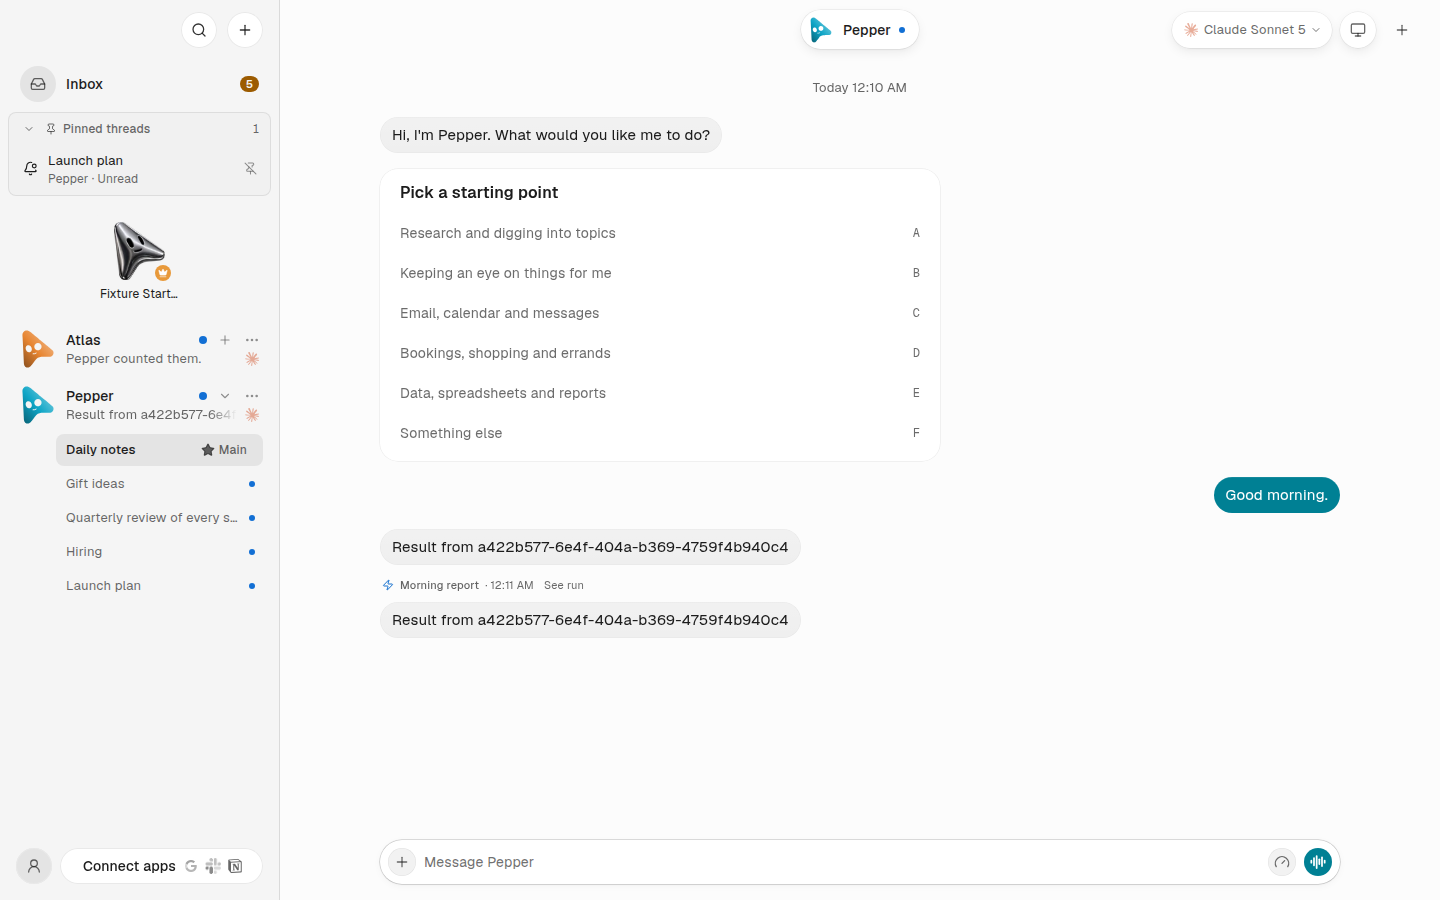 Inbox
5
Pinned threads
1
Launch plan
Pepper · Unread
Fixture Start...
Atlas
Pepper counted them.
Pepper
Result from a422b577-6e4f
Daily notes
Main
Gift ideas
Quarterly review of every s...
Hiring
Launch plan
Connect apps
Pepper
Claude Sonnet 5
Today 12:10 AM
Hi, I'm Pepper. What would you like me to do?
Pick a starting point
Research and digging into topics A
Keeping an eye on things for me B
Email, calendar and messages C
Bookings, shopping and errands D
Data, spreadsheets and reports E
Something else F
Good morning.
Result from a422b577-6e4f-404a-b369-4759f4b940c4
Morning report · 12:11 AM See run
Result from a422b577-6e4f-404a-b369-4759f4b940c4
Message Pepper